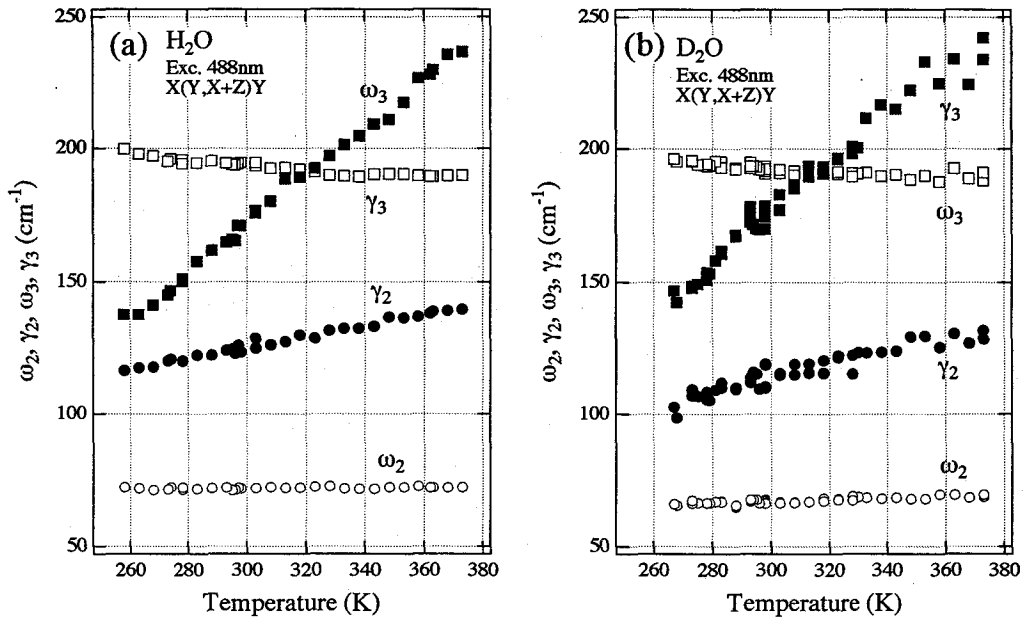 (a) H₂O
Exc. 488nm
X(Y,X+Z)Y
ω₃
γ₃
γ₂
ω₂
250
200
150
100
50
ω₂, γ₂, ω₃, γ₃ (cm⁻¹)
260 280 300 320 340 360 380
Temperature (K)
(b) D₂O
Exc. 488nm
X(Y,X+Z)Y
γ₃
ω₃
γ₂
ω₂
250
200
150
100
50
ω₂, γ₂, ω₃, γ₃ (cm⁻¹)
260 280 300 320 340 360 380
Temperature (K)